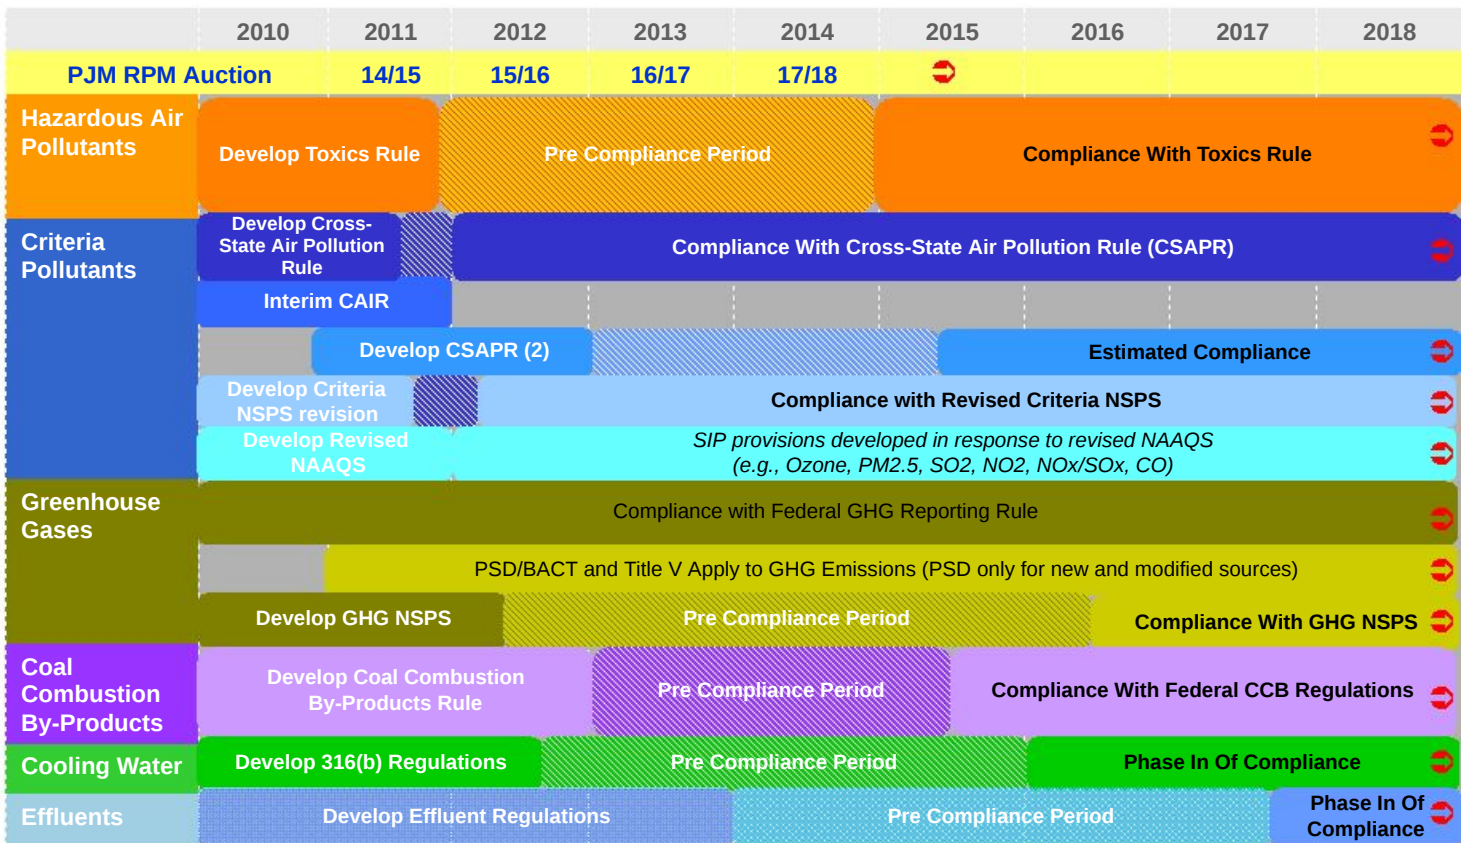 2010 2011 2012 2013 2014 2015 2016 2017 2018
PJM RPM Auction 14/15 15/16 16/17 17/18
Hazardous Air
Pollutants
Develop Toxics Rule Pre Compliance Period Compliance With Toxics Rule
Criteria
Pollutants
Develop Cross-
State Air Pollution
Rule
Compliance With Cross-State Air Pollution Rule (CSAPR)
Interim CAIR
Develop CSAPR (2) Estimated Compliance
Develop Criteria
NSPS revision
Compliance with Revised Criteria NSPS
Develop Revised
NAAQS
SIP provisions developed in response to revised NAAQS
(e.g., Ozone, PM2.5, SO2, NO2, NOx/SOx, CO)
Greenhouse
Gases
Compliance with Federal GHG Reporting Rule
PSD/BACT and Title V Apply to GHG Emissions (PSD only for new and modified sources)
Develop GHG NSPS Pre Compliance Period Compliance With GHG NSPS
Coal
Combustion
By-Products
Develop Coal Combustion
By-Products Rule
Pre Compliance Period Compliance With Federal CCB Regulations
Cooling Water Develop 316(b) Regulations Pre Compliance Period Phase In Of Compliance
Effluents Develop Effluent Regulations Pre Compliance Period Phase In Of
Compliance